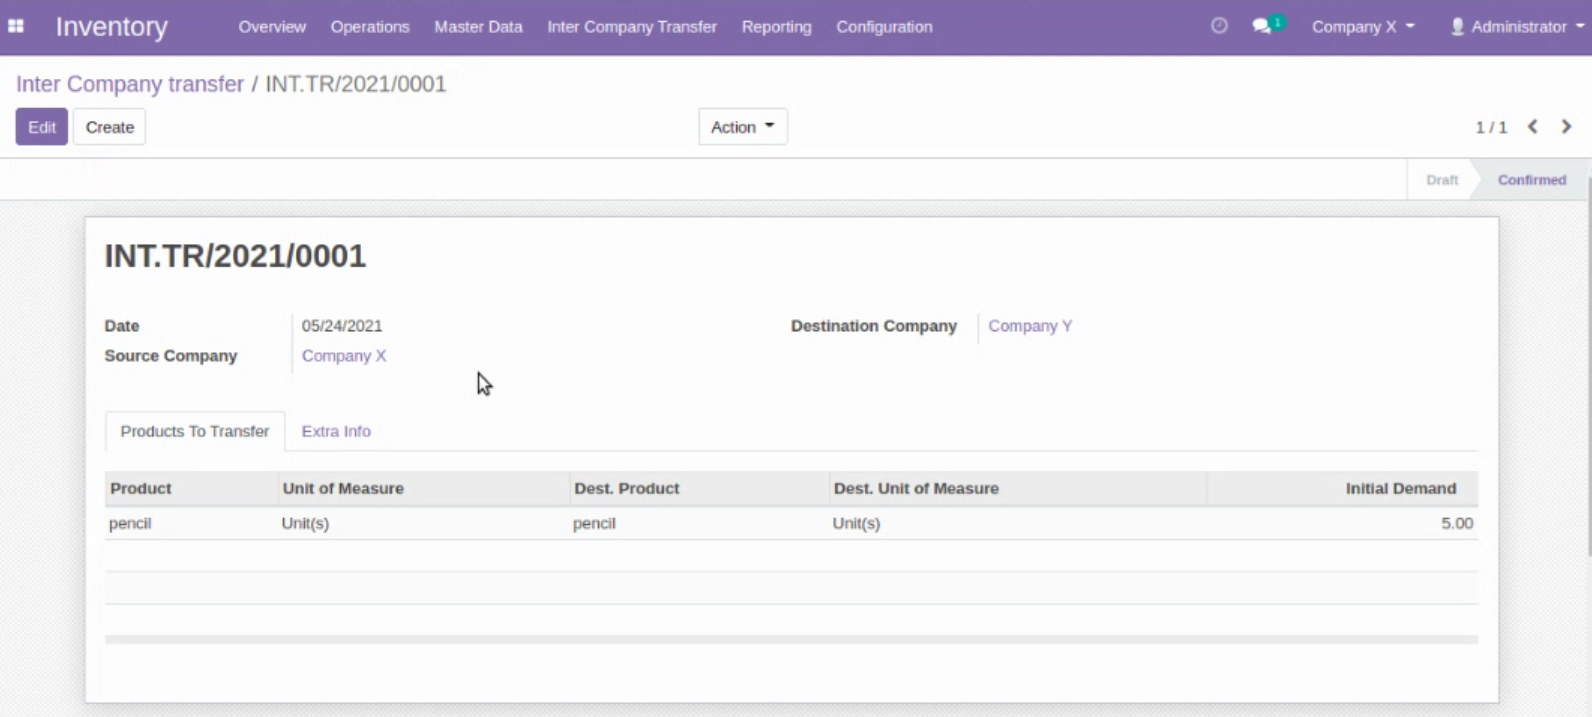 Inventory Overview Operations Master Data Inter Company Transfer Reporting Configuration 1 Company X Administrator
Inter Company transfer / INT.TR/2021/0001
Edit Create Action 1 / 1
Draft Confirmed
INT.TR/2021/0001
Date 05/24/2021 Destination Company Company Y
Source Company Company X
Products To Transfer Extra Info
Product Unit of Measure Dest. Product Dest. Unit of Measure Initial Demand
pencil Unit(s) pencil Unit(s) 5.00